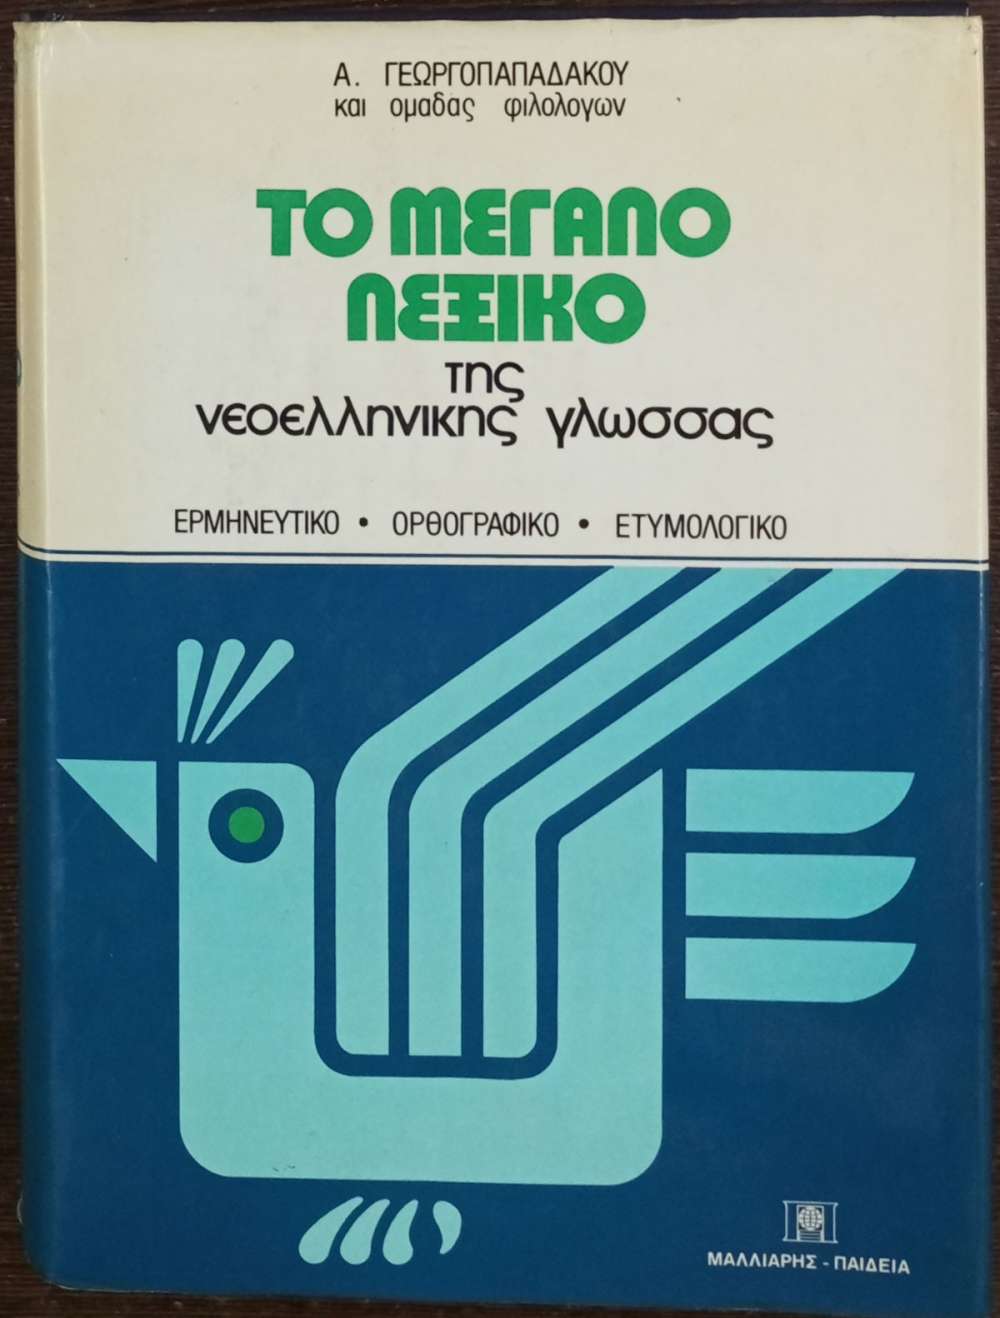 Α. ΓΕΩΡΓΟΠΑΠΑΔΑΚΟΥ
και ομαδας φιλολογων
ΤΟ ΜΕΓΑΛΟ
ΛΕΞΙΚΟ
της
νεοελληνικης γλωσσας
ΕΡΜΗΝΕΥΤΙΚΟ • ΟΡΘΟΓΡΑΦΙΚΟ • ΕΤΥΜΟΛΟΓΙΚΟ
ΜΑΛΛΙΑΡΗΣ - ΠΑΙΔΕΙΑ